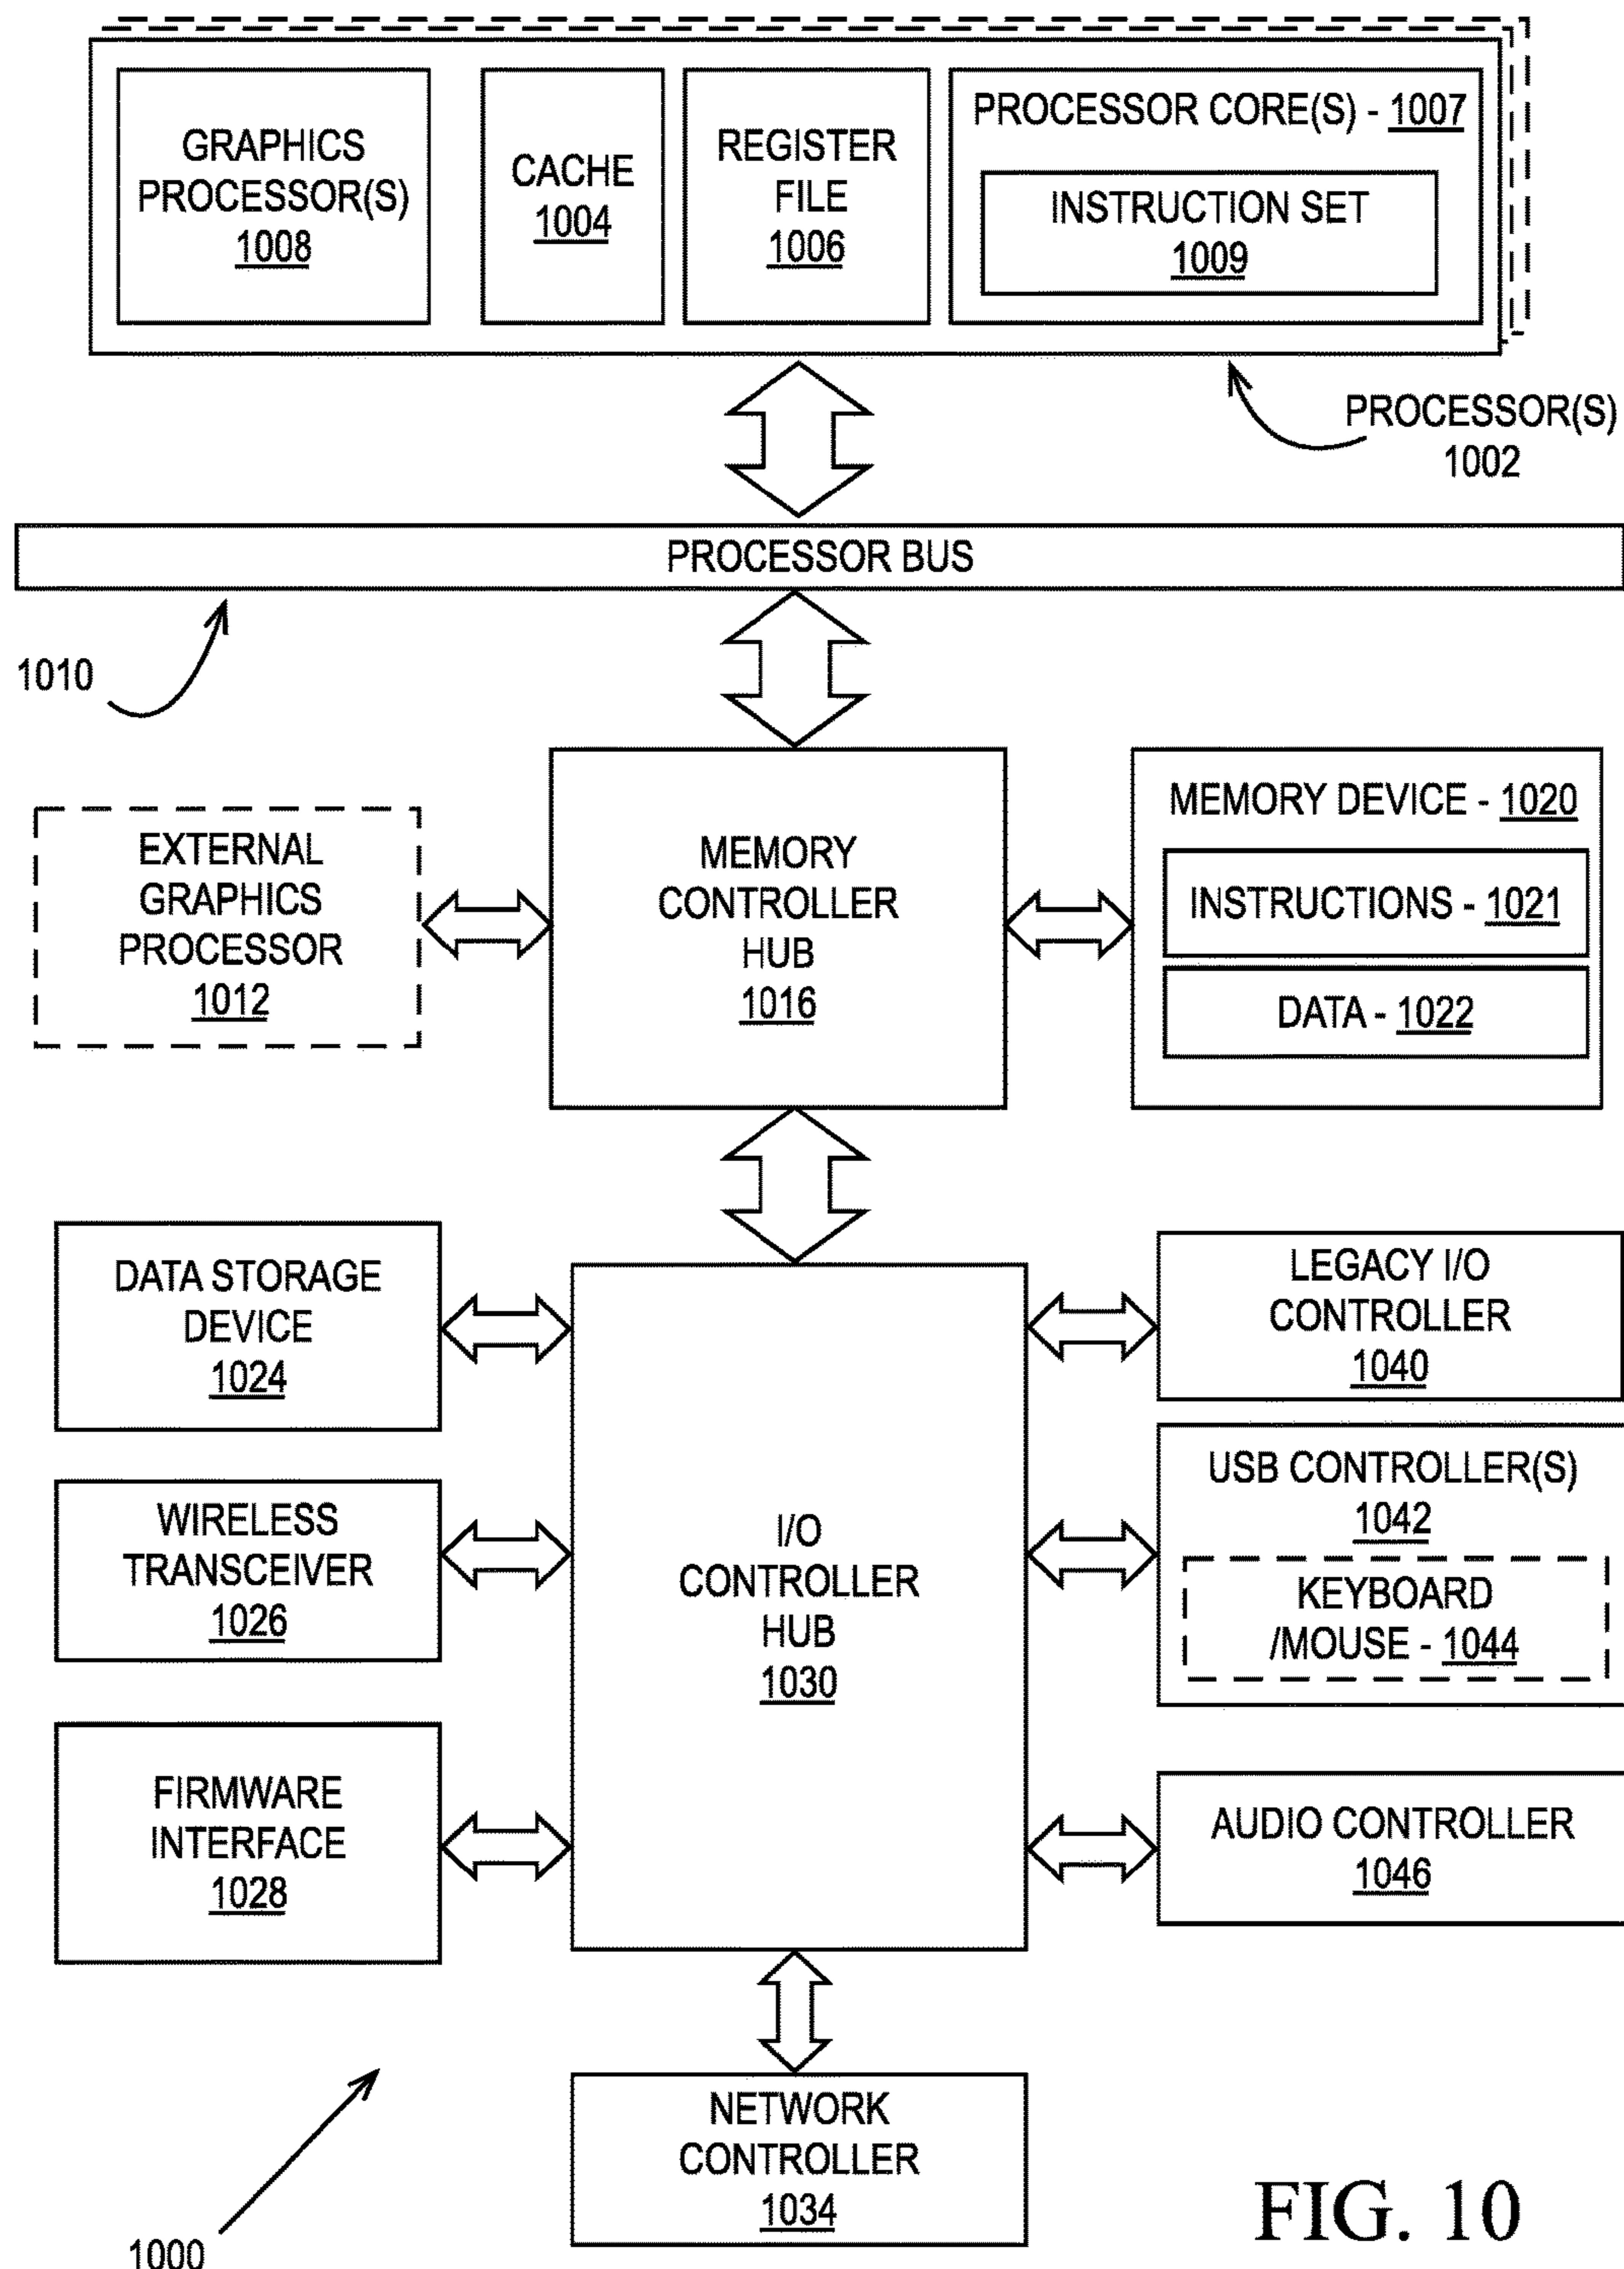 GRAPHICS
PROCESSOR(S)
1008
CACHE
1004
REGISTER
FILE
1006
PROCESSOR CORE(S) - 1007
INSTRUCTION SET
1009
PROCESSOR(S)
1002
PROCESSOR BUS
1010
EXTERNAL
GRAPHICS
PROCESSOR
1012
MEMORY
CONTROLLER
HUB
1016
MEMORY DEVICE - 1020
INSTRUCTIONS - 1021
DATA - 1022
DATA STORAGE
DEVICE
1024
WIRELESS
TRANSCEIVER
1026
FIRMWARE
INTERFACE
1028
I/O
CONTROLLER
HUB
1030
LEGACY I/O
CONTROLLER
1040
USB CONTROLLER(S)
1042
KEYBOARD
/MOUSE - 1044
AUDIO CONTROLLER
1046
NETWORK
CONTROLLER
1034
1000
FIG. 10